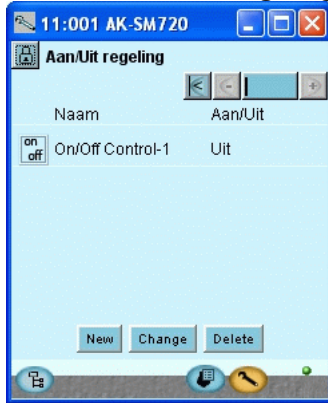 11:001 AK-SM720
Aan/Uit regeling
Naam Aan/Uit
on off On/Off Control-1 Uit
New Change Delete